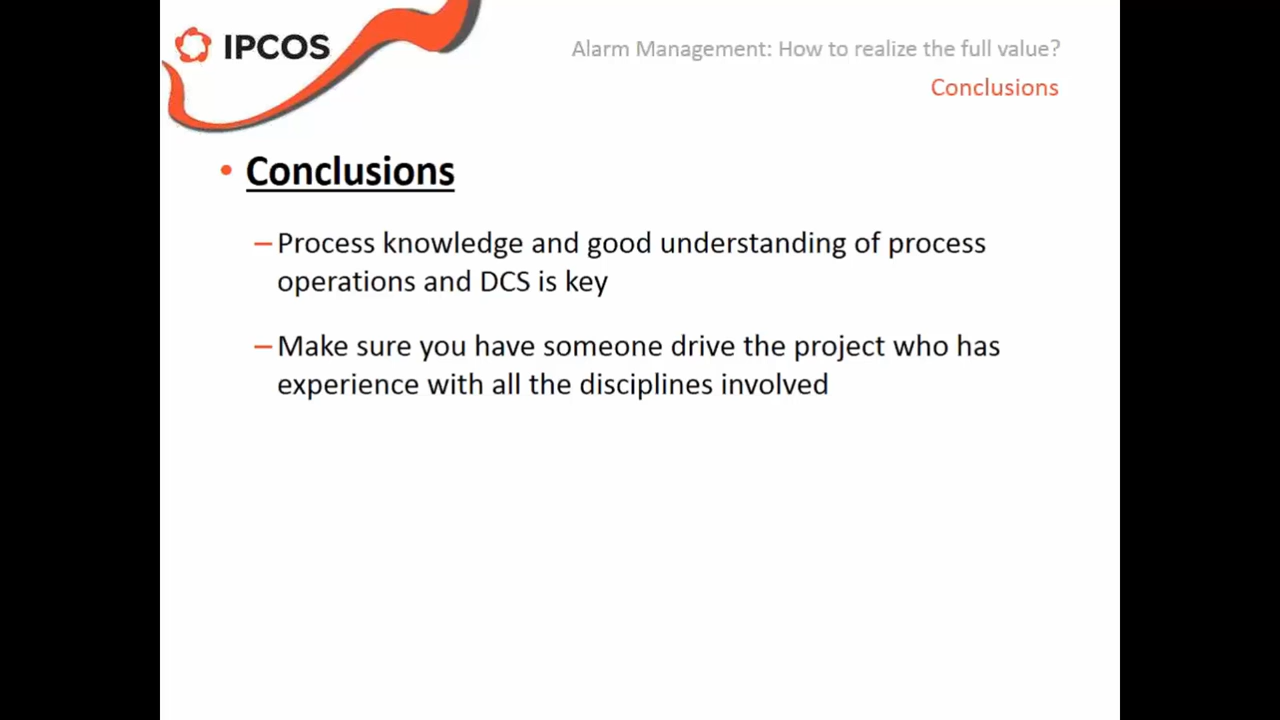 IPCOS
Alarm Management: How to realize the full value?
Conclusions
• Conclusions
– Process knowledge and good understanding of process
operations and DCS is key
– Make sure you have someone drive the project who has
experience with all the disciplines involved